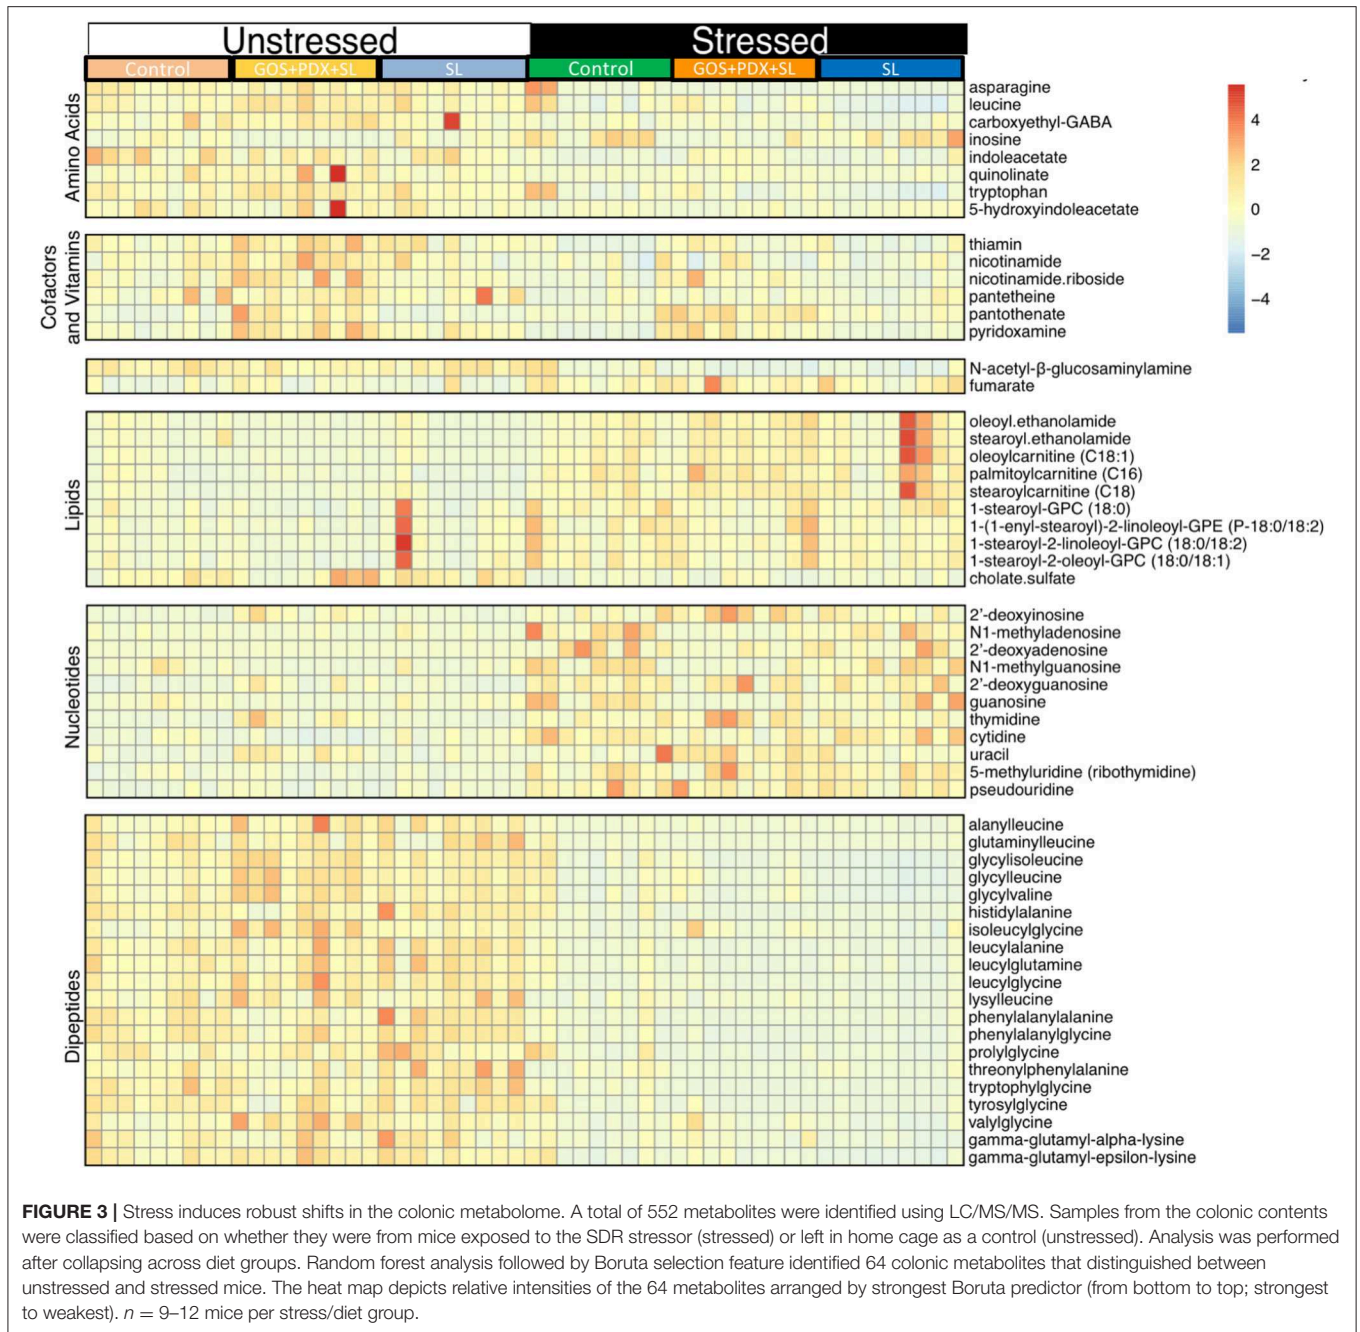 Unstressed
Stressed
Control
GOS+PDX+SL
SL
Control
GOS+PDX+SL
SL
Amino Acids
asparagine
leucine
carboxyethyl-GABA
inosine
indoleacetate
quinolinate
tryptophan
5-hydroxyindoleacetate
4
2
0
−2
−4
Cofactors
and Vitamins
thiamin
nicotinamide
nicotinamide.riboside
pantetheine
pantothenate
pyridoxamine
N-acetyl-β-glucosaminylamine
fumarate
Lipids
oleoyl.ethanolamide
stearoyl.ethanolamide
oleoylcarnitine (C18:1)
palmitoylcarnitine (C16)
stearoylcarnitine (C18)
1-stearoyl-GPC (18:0)
1-(1-enyl-stearoyl)-2-linoleoyl-GPE (P-18:0/18:2)
1-stearoyl-2-linoleoyl-GPC (18:0/18:2)
1-stearoyl-2-oleoyl-GPC (18:0/18:1)
cholate.sulfate
Nucleotides
2'-deoxyinosine
N1-methyladenosine
2'-deoxyadenosine
N1-methylguanosine
2'-deoxyguanosine
guanosine
thymidine
cytidine
uracil
5-methyluridine (ribothymidine)
pseudouridine
Dipeptides
alanylleucine
glutaminylleucine
glycylisoleucine
glycylleucine
glycylvaline
histidylalanine
isoleucylglycine
leucylalanine
leucylglutamine
leucylglycine
lysylleucine
phenylalanylalanine
phenylalanylglycine
prolylglycine
threonylphenylalanine
tryptophylglycine
tyrosylglycine
valylglycine
gamma-glutamyl-alpha-lysine
gamma-glutamyl-epsilon-lysine
FIGURE 3 | Stress induces robust shifts in the colonic metabolome. A total of 552 metabolites were identified using LC/MS/MS. Samples from the colonic contents
were classified based on whether they were from mice exposed to the SDR stressor (stressed) or left in home cage as a control (unstressed). Analysis was performed
after collapsing across diet groups. Random forest analysis followed by Boruta selection feature identified 64 colonic metabolites that distinguished between
unstressed and stressed mice. The heat map depicts relative intensities of the 64 metabolites arranged by strongest Boruta predictor (from bottom to top; strongest
to weakest). n = 9–12 mice per stress/diet group.